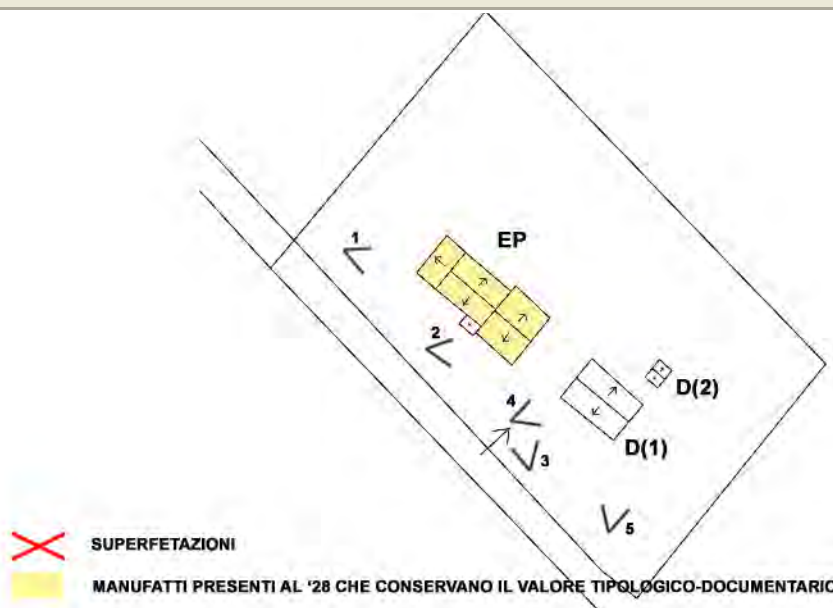 EP
1
2
D(2)
4
D(1)
3
5
SUPERFETAZIONI
MANUFATTI PRESENTI AL '28 CHE CONSERVANO IL VALORE TIPOLOGICO-DOCUMENTARIO